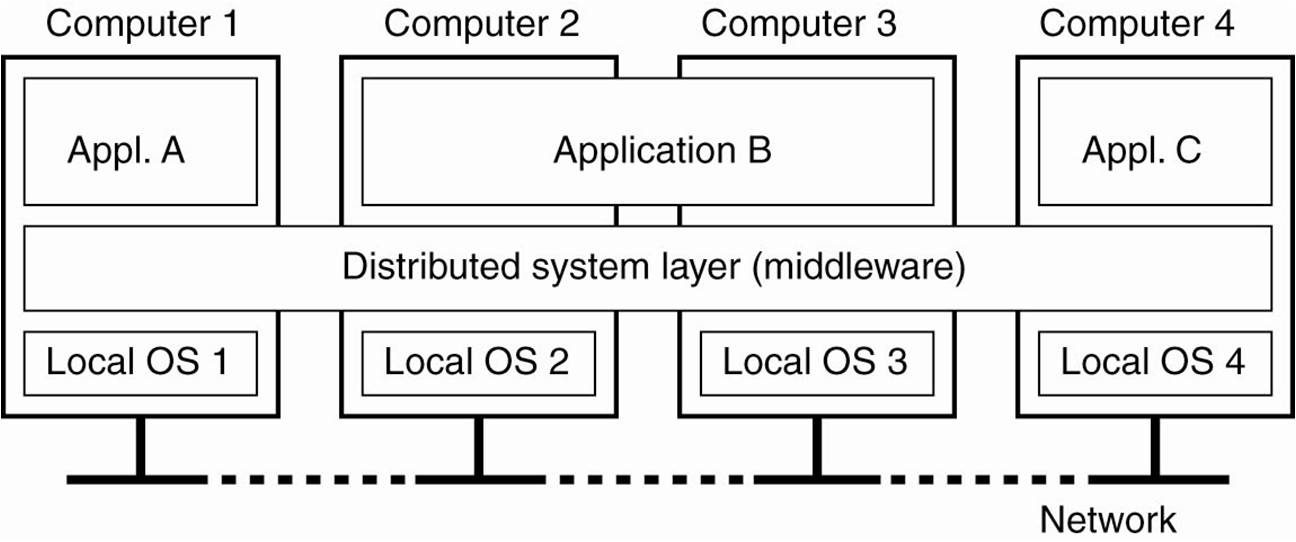 Computer 1
Computer 2
Computer 3
Computer 4
Appl. A
Application B
Appl. C
Distributed system layer (middleware)
Local OS 1
Local OS 2
Local OS 3
Local OS 4
Network